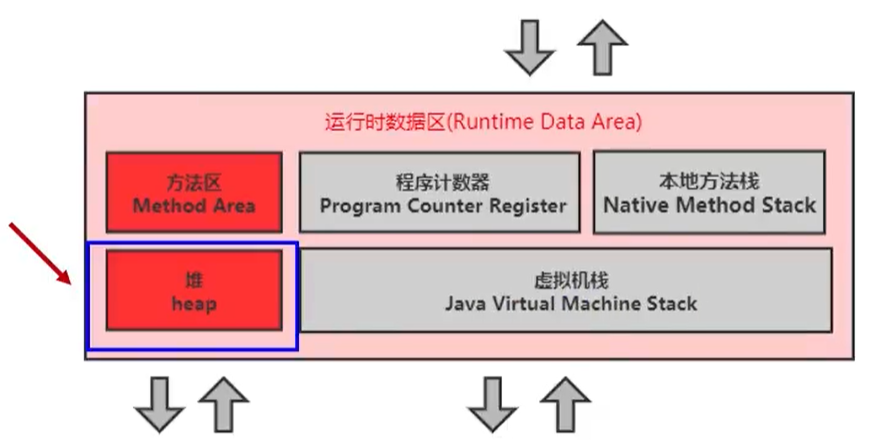 运行时数据区(Runtime Data Area)
方法区
Method Area
程序计数器
Program Counter Register
本地方法栈
Native Method Stack
堆
heap
虚拟机栈
Java Virtual Machine Stack